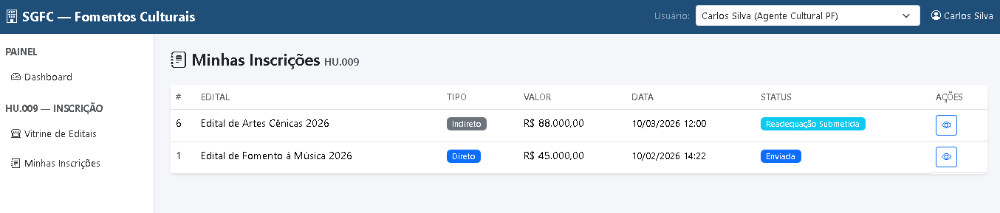 SGFC — Fomentos Culturais
Usuário: Carlos Silva (Agente Cultural PF) Carlos Silva
PAINEL
Dashboard
HU.009 — INSCRIÇÃO
Vitrine de Editais
Minhas Inscrições
Minhas Inscrições HU.009
# EDITAL TIPO VALOR DATA STATUS AÇÕES
6 Edital de Artes Cênicas 2026 Indireto R$ 88.000,00 10/03/2026 12:00 Readequação Submetida
1 Edital de Fomento à Música 2026 Direto R$ 45.000,00 10/02/2026 14:22 Enviada